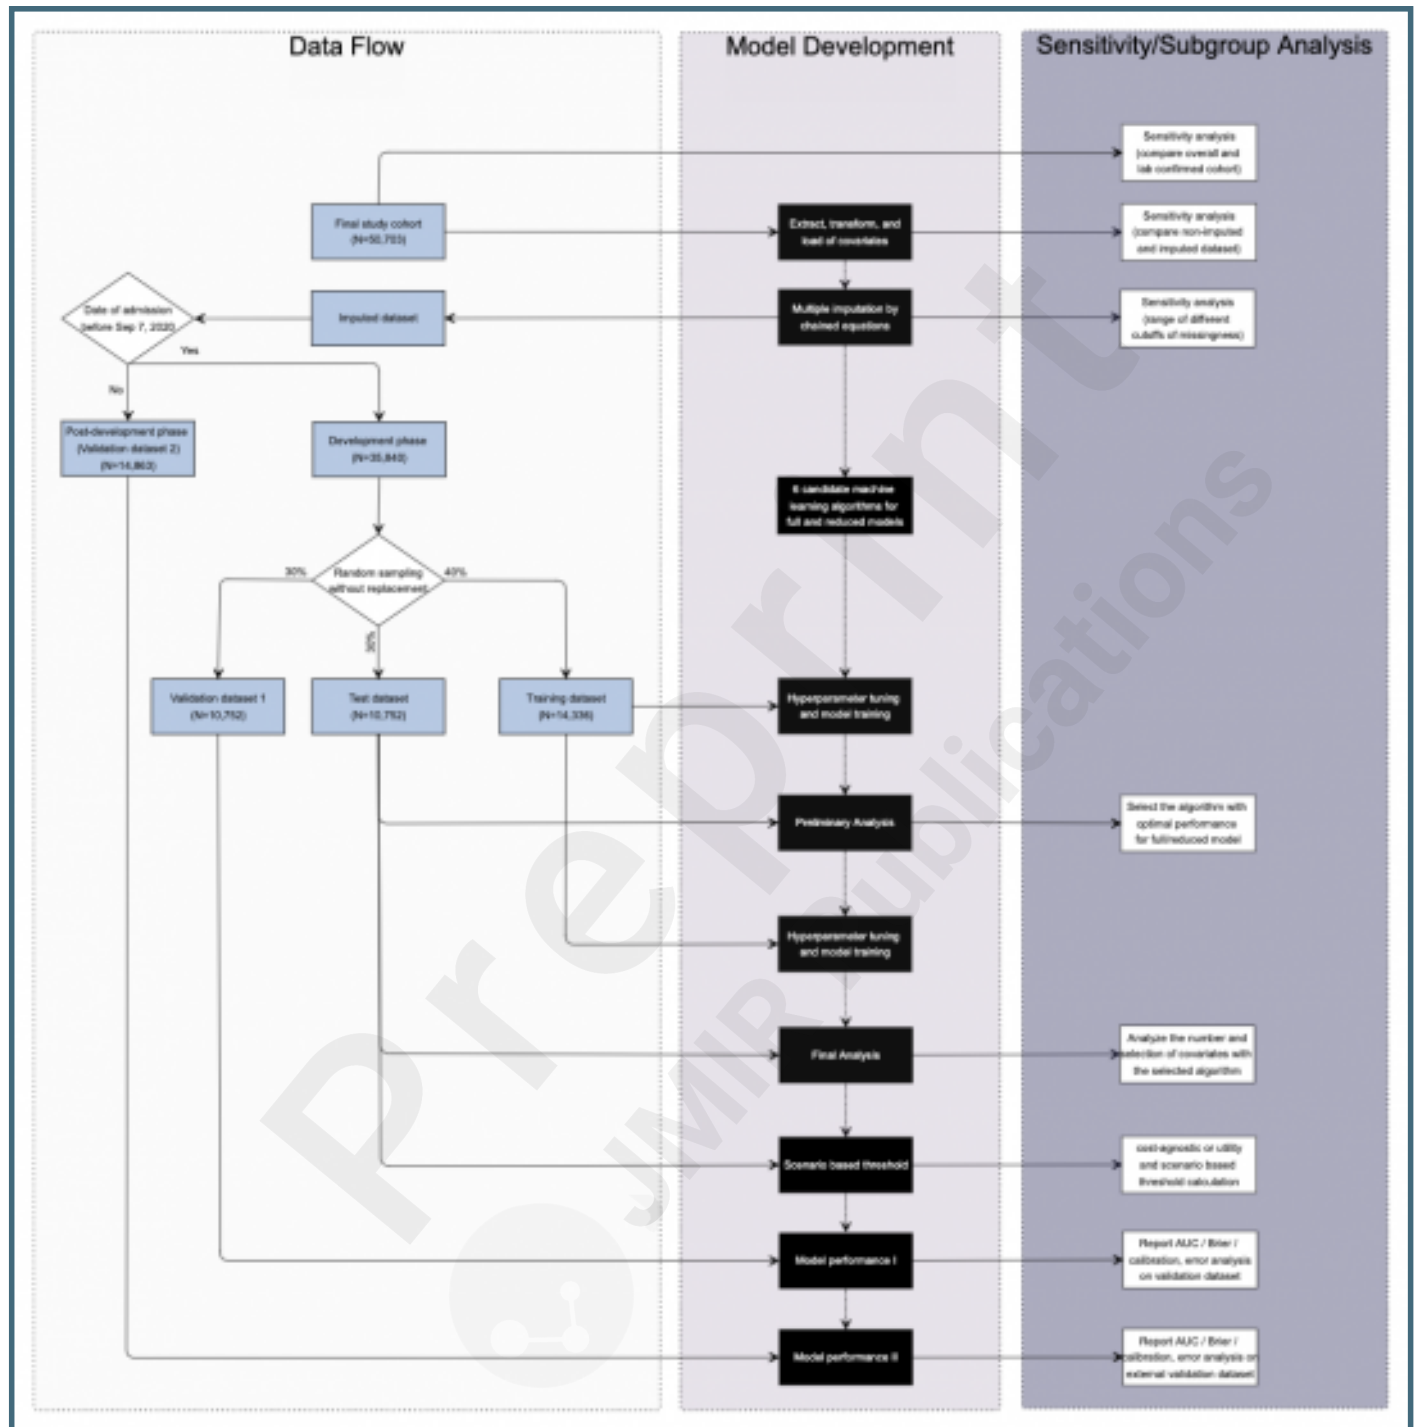 Data Flow
Model Development
Sensitivity/Subgroup Analysis
Sensitivity analysis
(compare overall and
lab confirmed cohort)
Final study cohort
(N=50,703)
Extract, transform, and
load of covariates
Sensitivity analysis
(compare non-imputed
and imputed dataset)
Date of admission
before Sep 7, 2020
Imputed dataset
Multiple imputation by
chained equations
Sensitivity analysis
(range of different
cutoffs of missingness)
Yes
No
Post-development phase
(Validation dataset 2)
(N=14,863)
Development phase
(N=35,840)
6 candidate machine
learning algorithms for
full and reduced models
30%
Random sampling
without replacement
40%
30%
Validation dataset 1
(N=10,752)
Test dataset
(N=10,752)
Training dataset
(N=14,336)
Hyperparameter tuning
and model training
Preliminary Analysis
Select the algorithm with
optimal performance
for full/reduced model
Hyperparameter tuning
and model training
Final Analysis
Analyze the number and
selection of covariates with
the selected algorithm
Scenario based threshold
cost-agnostic or utility
and scenario based
threshold calculation
Model performance I
Report AUC / Brier /
calibration, error analysis
on validation dataset
Model performance II
Report AUC / Brier /
calibration, error analysis on
external validation dataset
Preprint
JMIR Publications